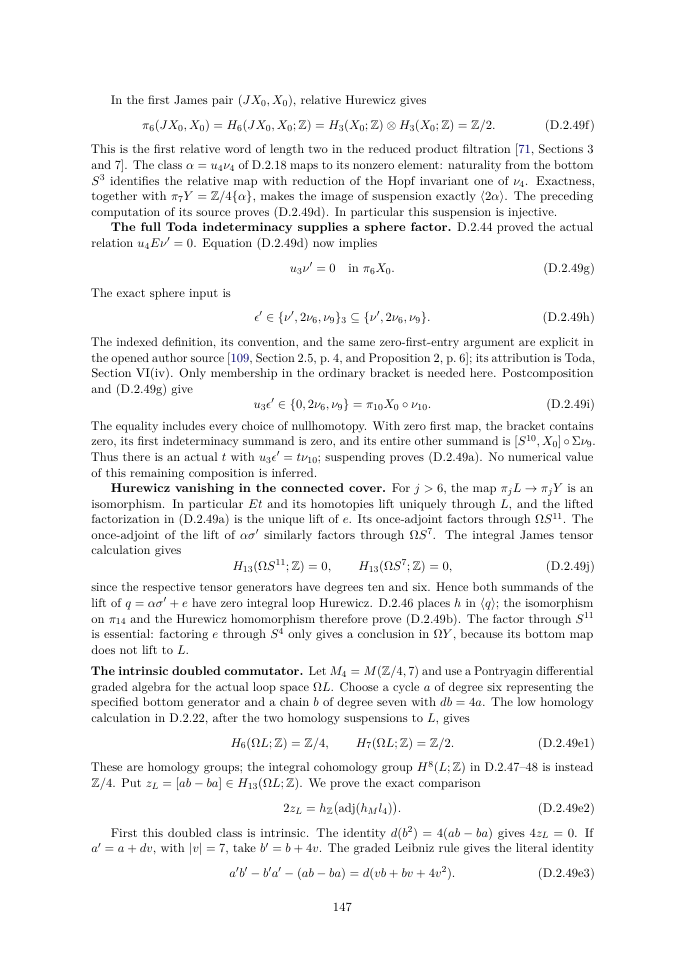 In the first James pair (JX₀, X₀), relative Hurewicz gives
π₆(JX₀, X₀) = H₆(JX₀, X₀; ℤ) = H₃(X₀; ℤ) ⊗ H₃(X₀; ℤ) = ℤ/2. (D.2.49f)
This is the first relative word of length two in the reduced product filtration [71, Sections 3
and 7]. The class α = u₄ν₄ of D.2.18 maps to its nonzero element: naturality from the bottom
S³ identifies the relative map with reduction of the Hopf invariant one of ν₄. Exactness,
together with π₇Y = ℤ/4{α}, makes the image of suspension exactly ⟨2α⟩. The preceding
computation of its source proves (D.2.49d). In particular this suspension is injective.
The full Toda indeterminacy supplies a sphere factor. D.2.44 proved the actual
relation u₄Eν′ = 0. Equation (D.2.49d) now implies
u₃ν′ = 0 in π₆X₀. (D.2.49g)
The exact sphere input is
ϵ′ ∈ {ν′, 2ν₆, ν₉}₃ ⊆ {ν′, 2ν₆, ν₉}. (D.2.49h)
The indexed definition, its convention, and the same zero-first-entry argument are explicit in
the opened author source [109, Section 2.5, p. 4, and Proposition 2, p. 6]; its attribution is Toda,
Section VI(iv). Only membership in the ordinary bracket is needed here. Postcomposition
and (D.2.49g) give
u₃ϵ′ ∈ {0, 2ν₆, ν₉} = π₁₀X₀ ∘ ν₁₀. (D.2.49i)
The equality includes every choice of nullhomotopy. With zero first map, the bracket contains
zero, its first indeterminacy summand is zero, and its entire other summand is [S¹⁰, X₀] ∘ Σν₉.
Thus there is an actual t with u₃ϵ′ = tν₁₀; suspending proves (D.2.49a). No numerical value
of this remaining composition is inferred.
Hurewicz vanishing in the connected cover. For j > 6, the map πⱼL → πⱼY is an
isomorphism. In particular Et and its homotopies lift uniquely through L, and the lifted
factorization in (D.2.49a) is the unique lift of e. Its once-adjoint factors through ΩS¹¹. The
once-adjoint of the lift of ασ′ similarly factors through ΩS⁷. The integral James tensor
calculation gives
H₁₃(ΩS¹¹; ℤ) = 0, H₁₃(ΩS⁷; ℤ) = 0, (D.2.49j)
since the respective tensor generators have degrees ten and six. Hence both summands of the
lift of q = ασ′ + e have zero integral loop Hurewicz. D.2.46 places h in ⟨q⟩; the isomorphism
on π₁₄ and the Hurewicz homomorphism therefore prove (D.2.49b). The factor through S¹¹
is essential: factoring e through S⁴ only gives a conclusion in ΩY, because its bottom map
does not lift to L.
The intrinsic doubled commutator. Let M₄ = M(ℤ/4, 7) and use a Pontryagin differential
graded algebra for the actual loop space ΩL. Choose a cycle a of degree six representing the
specified bottom generator and a chain b of degree seven with db = 4a. The low homology
calculation in D.2.22, after the two homology suspensions to L, gives
H₆(ΩL; ℤ) = ℤ/4, H₇(ΩL; ℤ) = ℤ/2. (D.2.49e1)
These are homology groups; the integral cohomology group H⁸(L; ℤ) in D.2.47–48 is instead
ℤ/4. Put z_L = [ab − ba] ∈ H₁₃(ΩL; ℤ). We prove the exact comparison
2z_L = h_ℤ(adj(h_M l₄)). (D.2.49e2)
First this doubled class is intrinsic. The identity d(b²) = 4(ab − ba) gives 4z_L = 0. If
a′ = a + dv, with |v| = 7, take b′ = b + 4v. The graded Leibniz rule gives the literal identity
a′b′ − b′a′ − (ab − ba) = d(vb + bv + 4v²). (D.2.49e3)
147